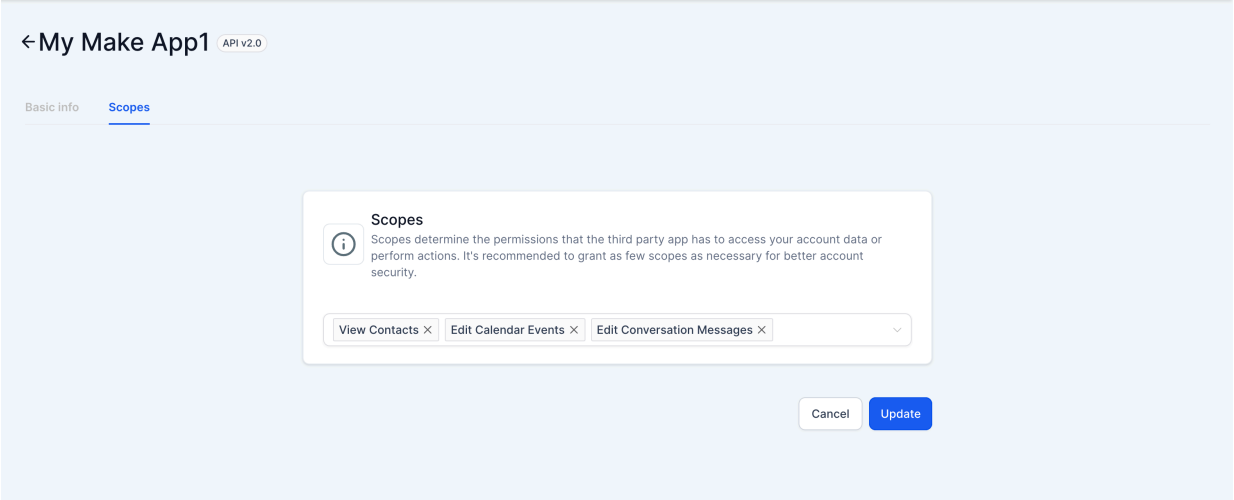 My Make App1 API v2.0
Basic info Scopes
Scopes
Scopes determine the permissions that the third party app has to access your account data or
perform actions. It's recommended to grant as few scopes as necessary for better account
security.
View Contacts Edit Calendar Events Edit Conversation Messages
Cancel Update